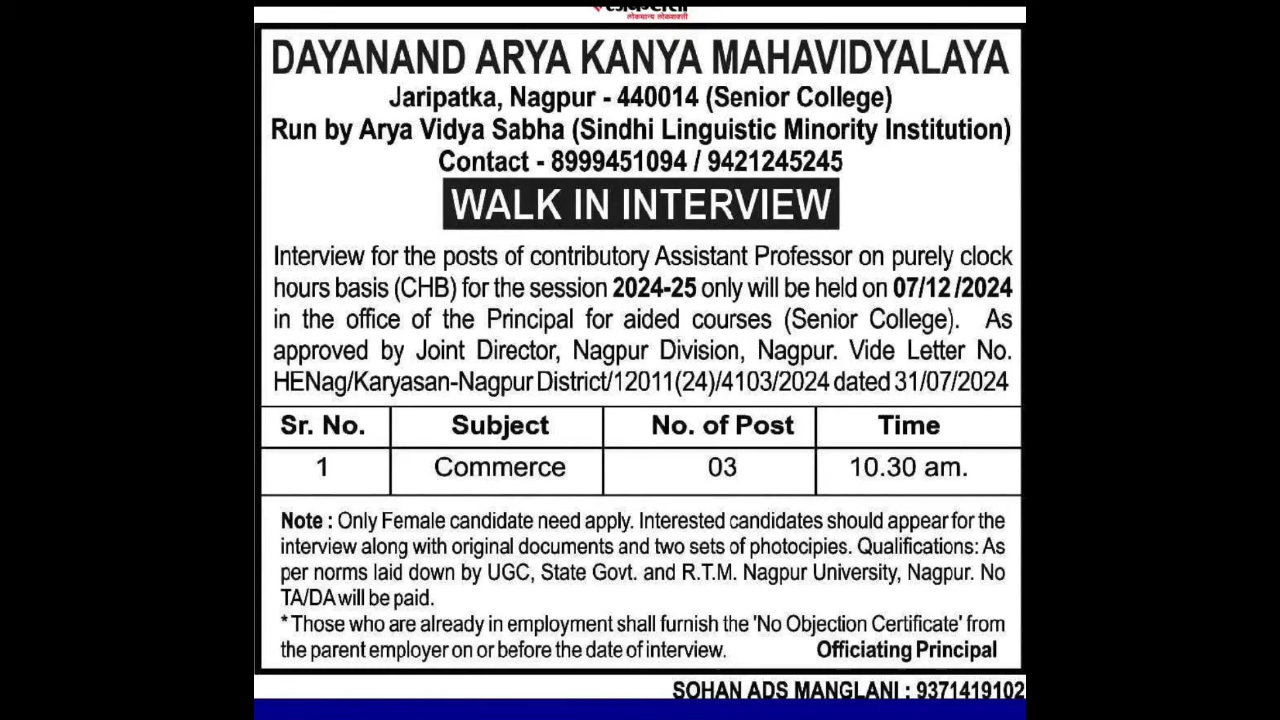 लोकमान्य लोकशक्ती
DAYANAND ARYA KANYA MAHAVIDYALAYA
Jaripatka, Nagpur - 440014 (Senior College)
Run by Arya Vidya Sabha (Sindhi Linguistic Minority Institution)
Contact - 8999451094 / 9421245245
WALK IN INTERVIEW
Interview for the posts of contributory Assistant Professor on purely clock
hours basis (CHB) for the session 2024-25 only will be held on 07/12/2024
in the office of the Principal for aided courses (Senior College). As
approved by Joint Director, Nagpur Division, Nagpur. Vide Letter No.
HENag/Karyasan-Nagpur District/12011(24)/4103/2024 dated 31/07/2024
Sr. No. Subject No. of Post Time
1 Commerce 03 10.30 am.
Note : Only Female candidate need apply. Interested candidates should appear for the
interview along with original documents and two sets of photocipies. Qualifications: As
per norms laid down by UGC, State Govt. and R.T.M. Nagpur University, Nagpur. No
TA/DA will be paid.
* Those who are already in employment shall furnish the 'No Objection Certificate' from
the parent employer on or before the date of interview. Officiating Principal
SOHAN ADS MANGLANI : 9371419102